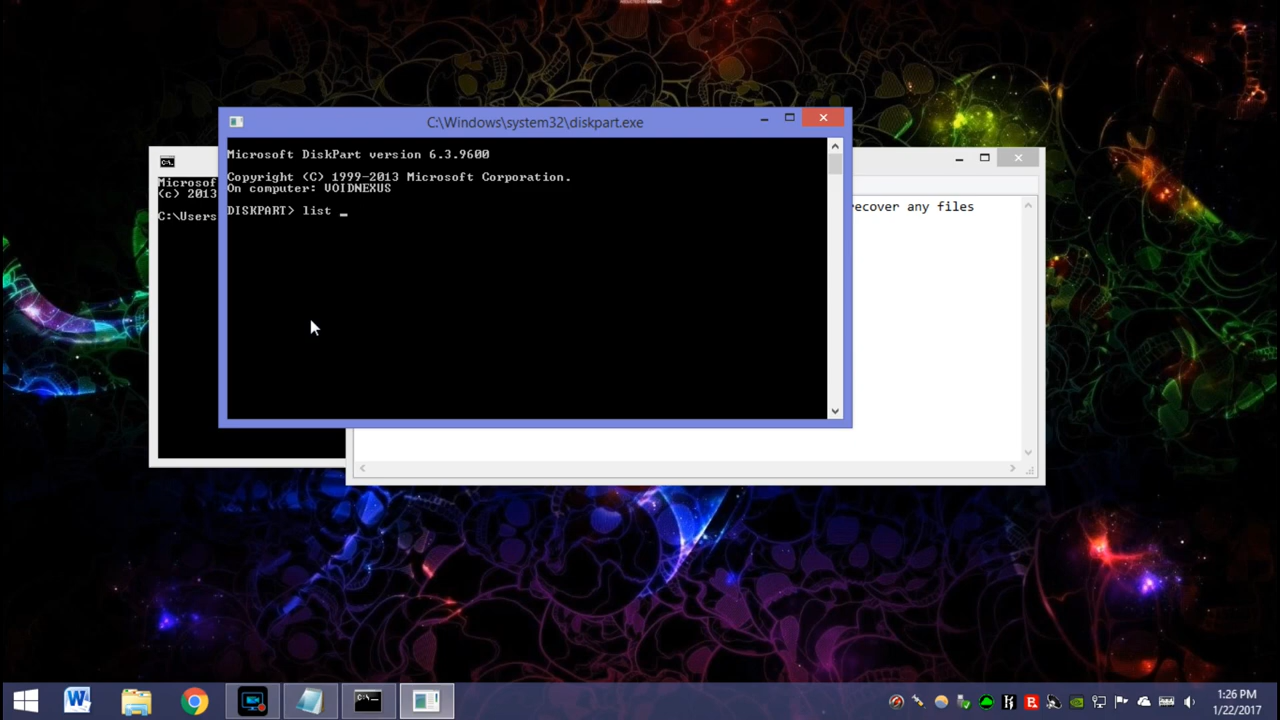 C:\Windows\system32\diskpart.exe
Microsoft DiskPart version 6.3.9600
Copyright (C) 1999-2013 Microsoft Corporation.
On computer: VOIDNEXUS
DISKPART> list _
Microsof
(c) 2013
C:\Users
ecover any files
1:26 PM
1/22/2017